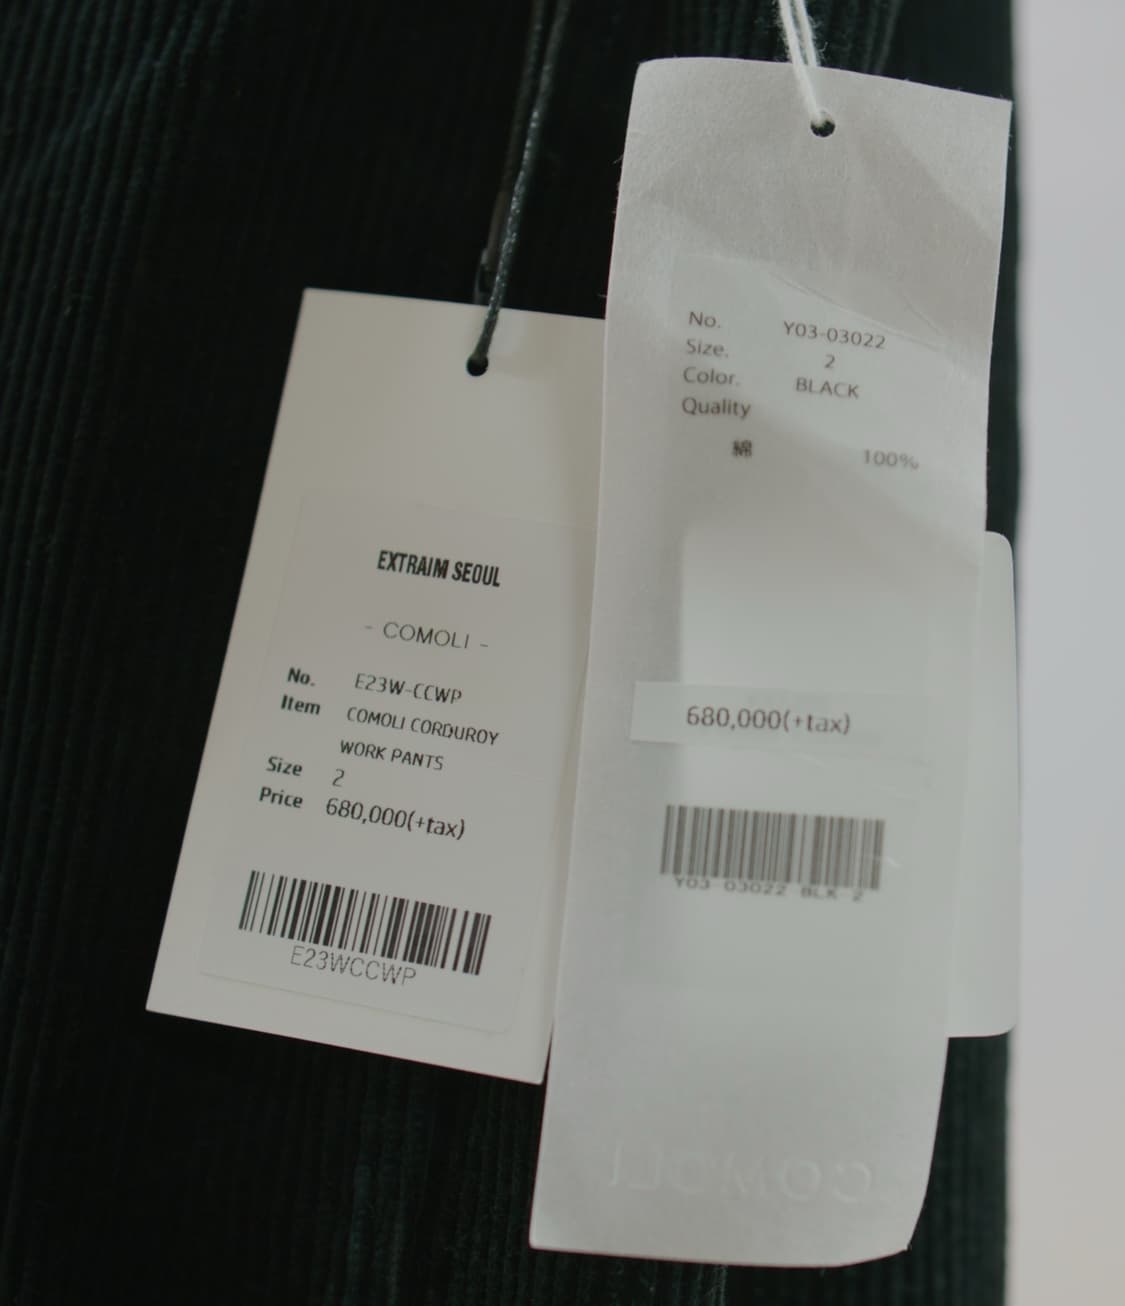 EXTRAIM SEOUL
- COMOLI -
No. E23W-CCWP
Item COMOLI CORDUROY
WORK PANTS
Size 2
Price 680,000(+tax)
E23WCCWP
No. Y03-03022
Size. 2
Color. BLACK
Quality
綿 100%
680,000(+tax)
Y03-03022-BLK-2
COMOLI